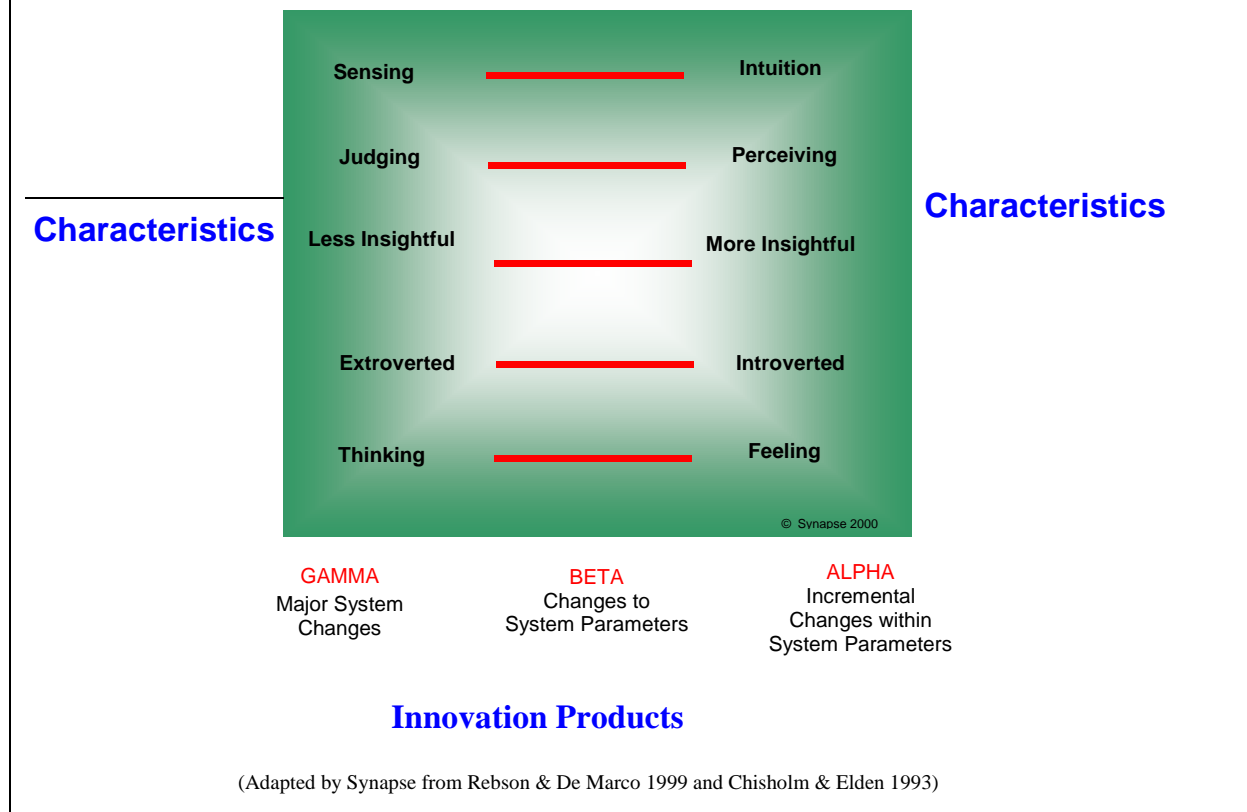 Sensing
Intuition
Judging
Perceiving
Characteristics
Characteristics
Less Insightful
More Insightful
Extroverted
Introverted
Thinking
Feeling
© Synapse 2000
GAMMA
Major System
Changes
BETA
Changes to
System Parameters
ALPHA
Incremental
Changes within
System Parameters
Innovation Products
(Adapted by Synapse from Rebson & De Marco 1999 and Chisholm & Elden 1993)